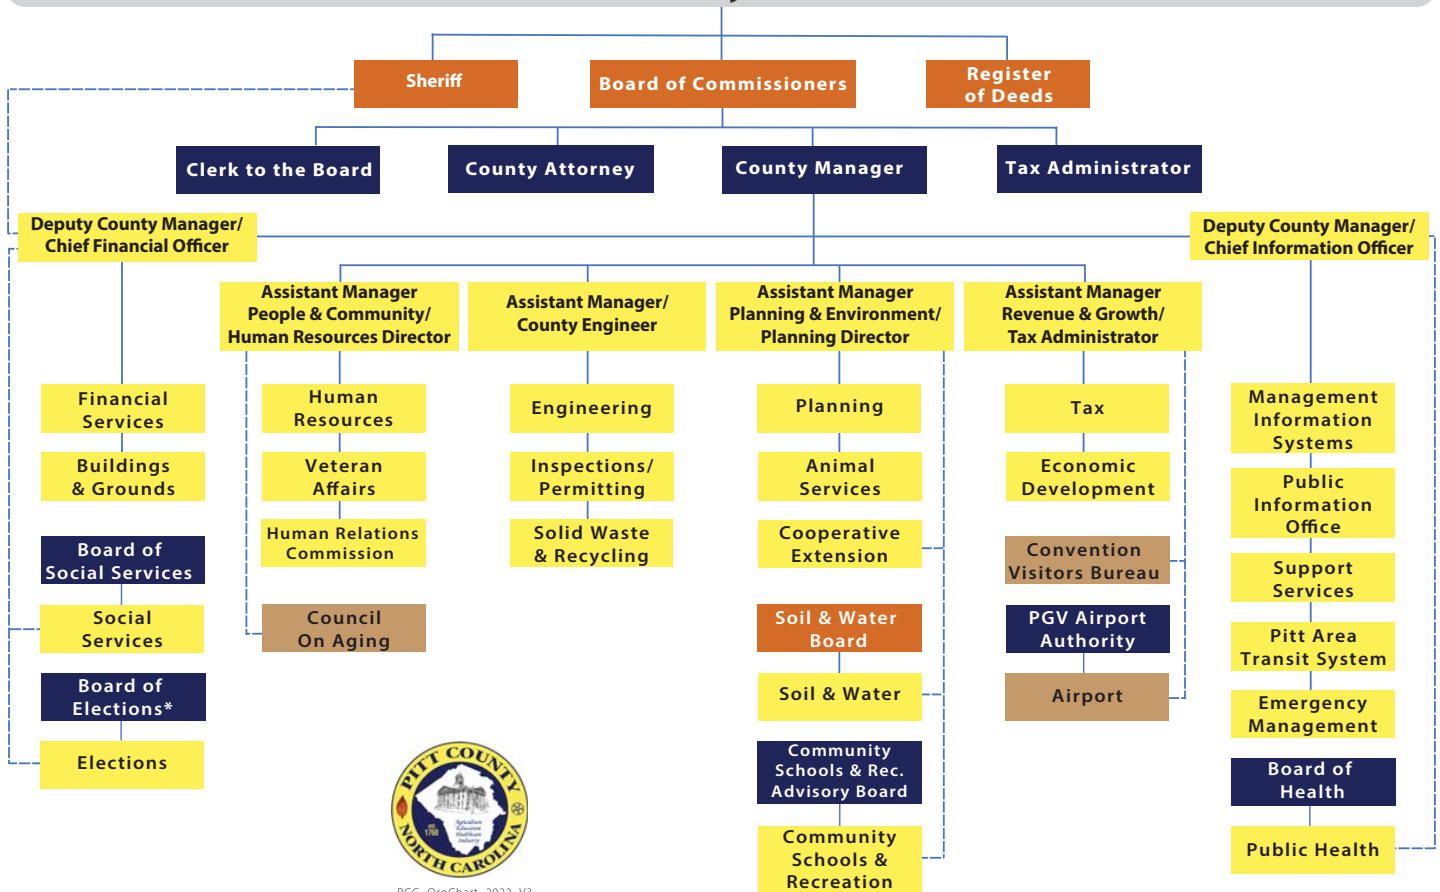 Sheriff
Board of Commissioners
Register
of Deeds
Clerk to the Board
County Attorney
County Manager
Tax Administrator
Deputy County Manager/
Chief Financial Officer
Deputy County Manager/
Chief Information Officer
Assistant Manager
People & Community/
Human Resources Director
Assistant Manager/
County Engineer
Assistant Manager
Planning & Environment/
Planning Director
Assistant Manager
Revenue & Growth/
Tax Administrator
Financial
Services
Buildings
& Grounds
Board of
Social Services
Social
Services
Board of
Elections*
Elections
Human
Resources
Veteran
Affairs
Human Relations
Commission
Council
On Aging
Engineering
Inspections/
Permitting
Solid Waste
& Recycling
Planning
Animal
Services
Cooperative
Extension
Soil & Water
Board
Soil & Water
Community
Schools & Rec.
Advisory Board
Community
Schools &
Recreation
Tax
Economic
Development
Convention
Visitors Bureau
PGV Airport
Authority
Airport
Management
Information
Systems
Public
Information
Office
Support
Services
Pitt Area
Transit System
Emergency
Management
Board of
Health
Public Health
PITT COUNTY
est.
1760
Agriculture
Education
Healthcare
Industry
NORTH CAROLINA
PCG_OrgChart_2022_V3